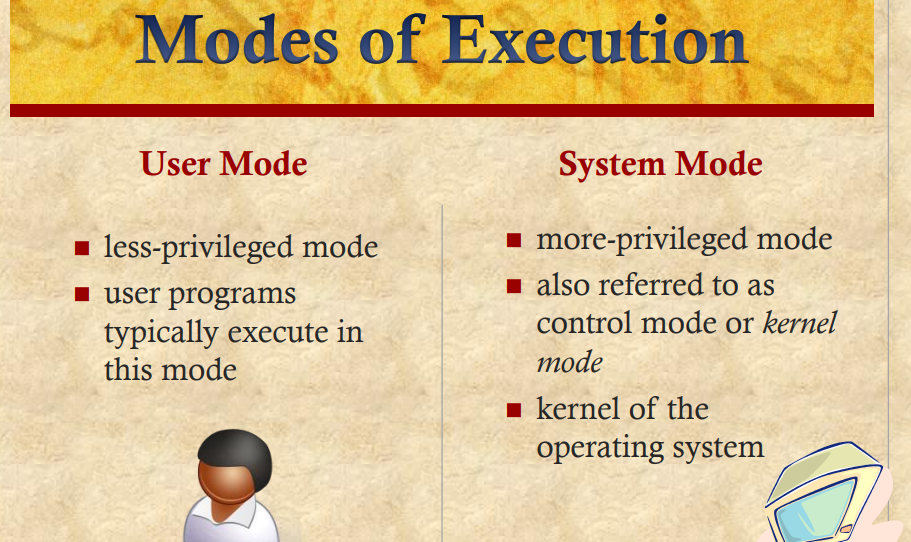 Modes of Execution
User Mode
less-privileged mode
user programs
typically execute in
this mode
System Mode
more-privileged mode
also referred to as
control mode or kernel
mode
kernel of the
operating system